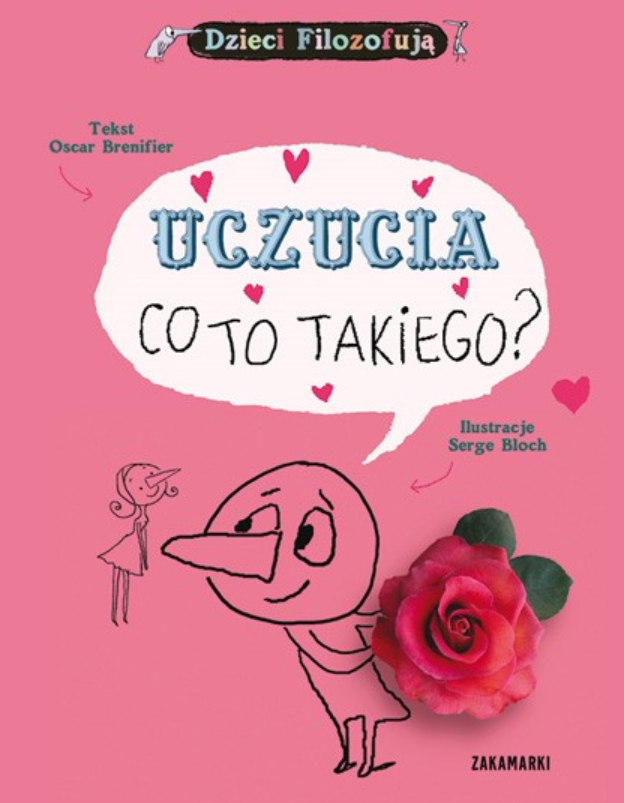 Dzieci Filozofują
Tekst
Oscar Brenifier
UCZUCIA
CO TO TAKiEGO?
Ilustracje
Serge Bloch
ZAKAMARKI